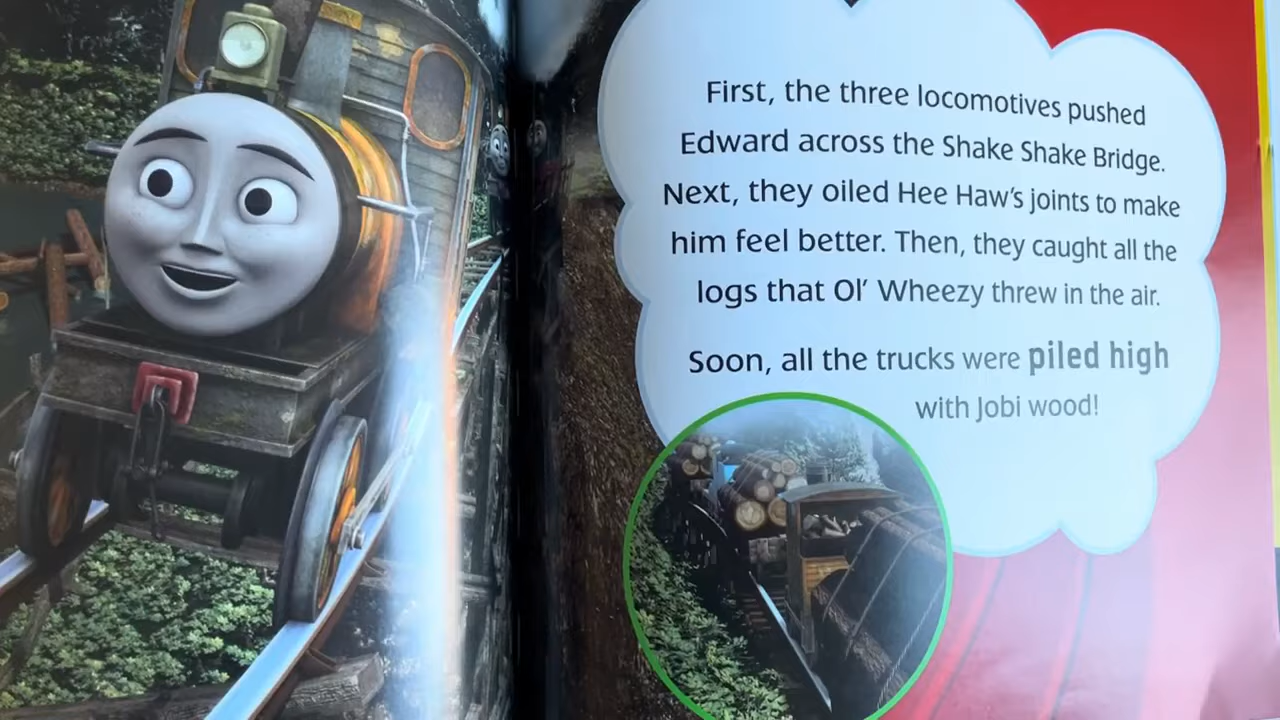 First, the three locomotives pushed
Edward across the Shake Shake Bridge.
Next, they oiled Hee Haw's joints to make
him feel better. Then, they caught all the
logs that Ol' Wheezy threw in the air.
Soon, all the trucks were piled high
with Jobi wood!